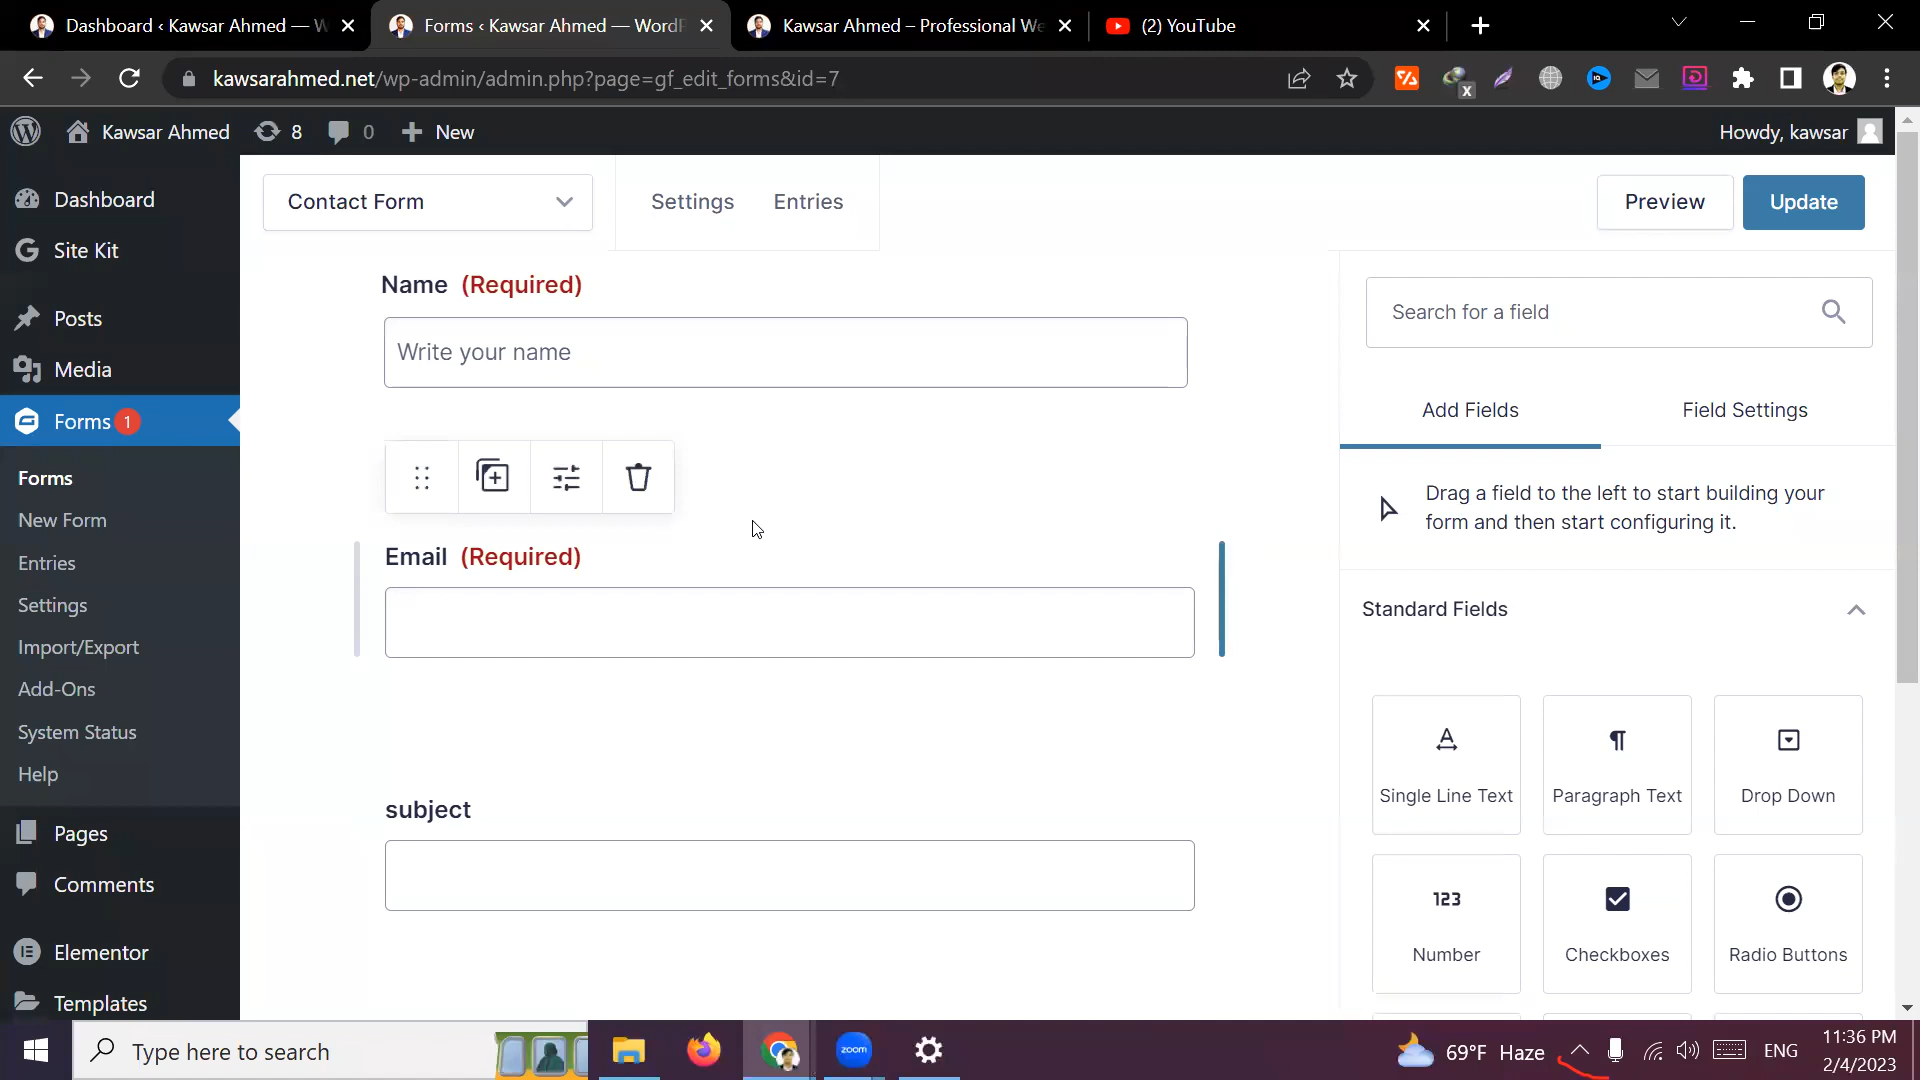 Dashboard ‹ Kawsar Ahmed — W
Forms ‹ Kawsar Ahmed — WordP
Kawsar Ahmed – Professional We
(2) YouTube
kawsarahmed.net/wp-admin/admin.php?page=gf_edit_forms&id=7
Kawsar Ahmed
8
0
New
Howdy, kawsar
Dashboard
Site Kit
Posts
Media
Forms 1
Forms
New Form
Entries
Settings
Import/Export
Add-Ons
System Status
Help
Pages
Comments
Elementor
Templates
Contact Form
Settings
Entries
Preview
Update
Name (Required)
Write your name
Email (Required)
subject
Search for a field
Add Fields
Field Settings
Drag a field to the left to start building your
form and then start configuring it.
Standard Fields
Single Line Text
Paragraph Text
Drop Down
123
Number
Checkboxes
Radio Buttons
Type here to search
zoom
69°F Haze
ENG
11:36 PM
2/4/2023